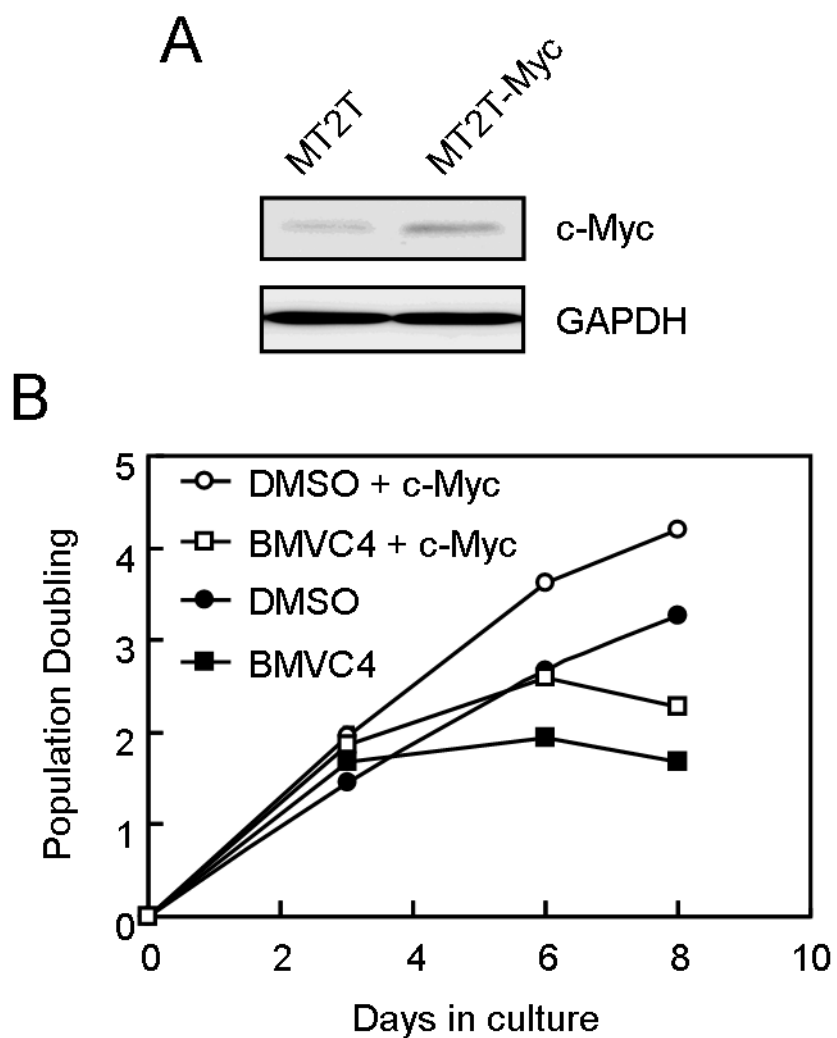 A
MT2T
MT2T-Myc
c-Myc
GAPDH
B
5
4
3
2
1
0
Population Doubling
DMSO + c-Myc
BMVC4 + c-Myc
DMSO
BMVC4
0 2 4 6 8 10
Days in culture